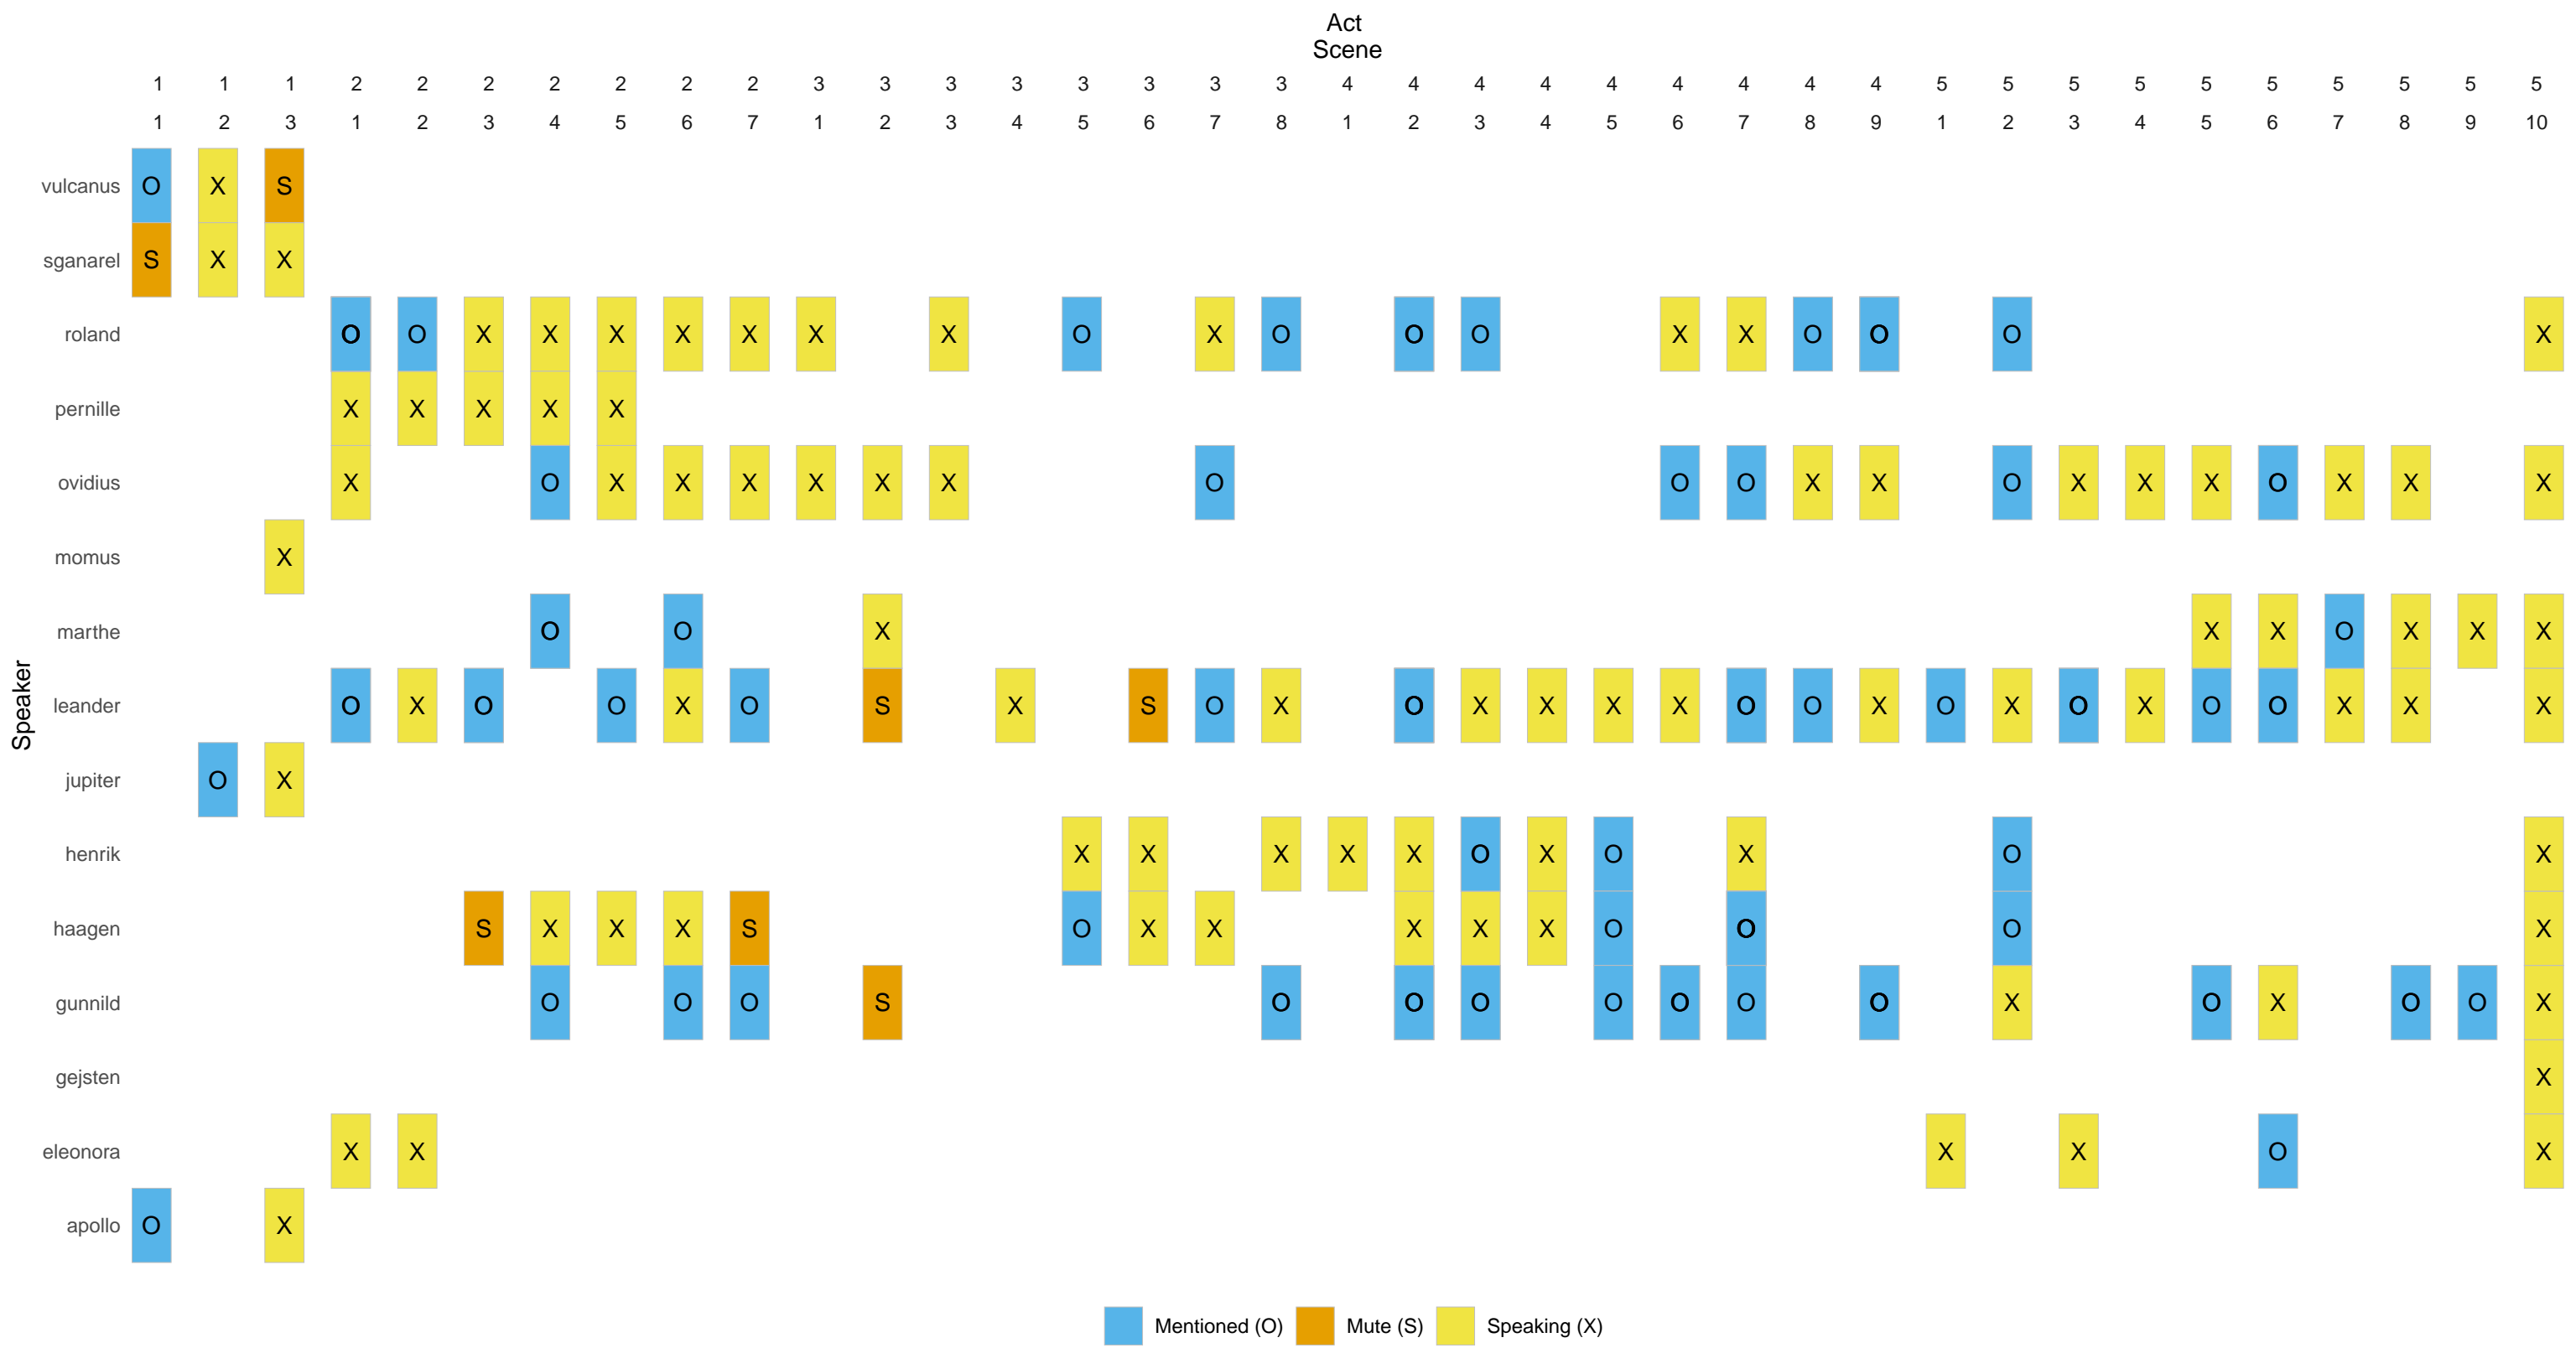 Act
Scene
1 1 1 2 2 2 2 2 2 2 3 3 3 3 3 3 3 3 4 4 4 4 4 4 4 4 4 5 5 5 5 5 5 5 5 5 5
1 2 3 1 2 3 4 5 6 7 1 2 3 4 5 6 7 8 1 2 3 4 5 6 7 8 9 1 2 3 4 5 6 7 8 9 10
vulcanus O X S
sganarel S X X
roland O O X X X X X X X O X O O O X X O O O X
pernille X X X X X
ovidius X O X X X X X X O O O X X O X X X O X X X
momus X
Speaker
marthe O O X X X O X X X
leander O X O O X O S X S O X O X X X X O O X O X O X O O X X X
jupiter O X
henrik X X X X X O X O X O X
haagen S X X X S O X X X X X O O O X
gunnild O O O S O O O O O O O X O X O O X
gejsten X
eleonora X X X X O X
apollo O X
Mentioned (O) Mute (S) Speaking (X)